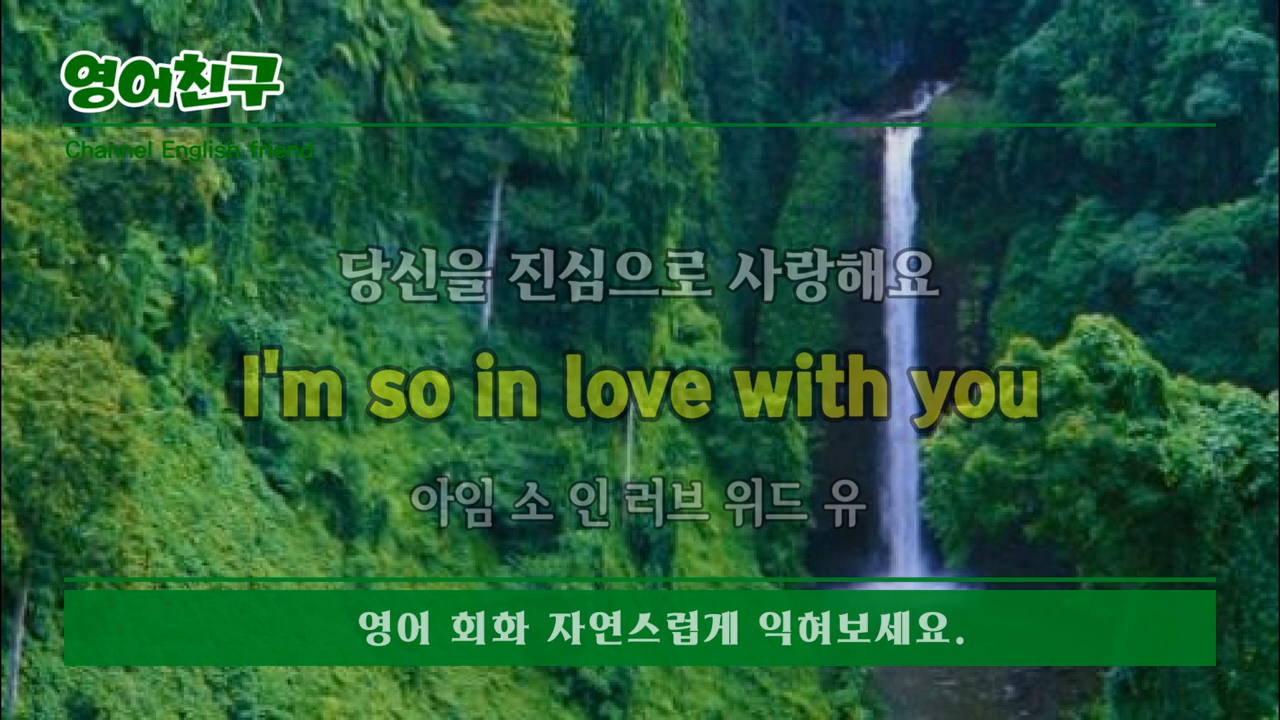 영어친구
Channel English friend
당신을 진심으로 사랑해요
I'm so in love with you
아임 소 인 러브 위드 유
영어 회화 자연스럽게 익혀보세요.